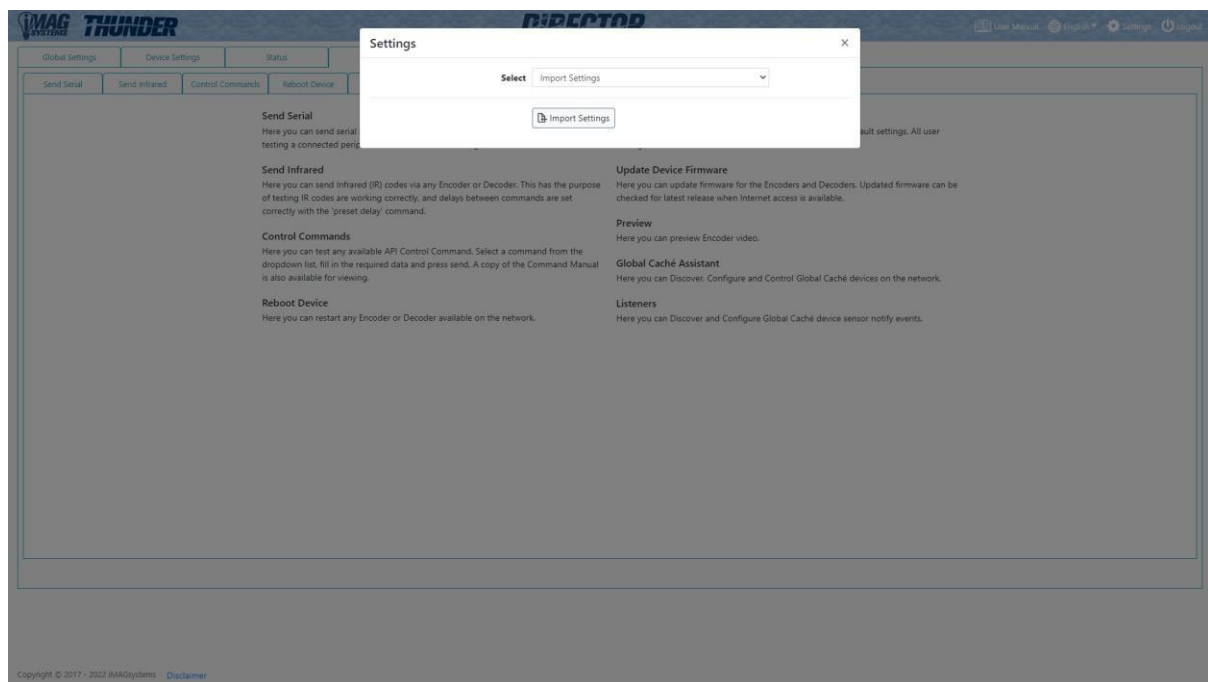 iMAG SYSTEMS THUNDER
DiRECTOR
User Manual English Settings Logout
Global Settings Device Settings Status
Send Serial Send Infrared Control Commands Reboot Device
Settings ×
Select Import Settings
Import Settings
Send Serial
Here you can send serial
testing a connected
ault settings. All user
Send Infrared
Here you can send Infrared (IR) codes via any Encoder or Decoder. This has the purpose
of testing IR codes are working correctly, and delays between commands are set
correctly with the 'preset delay' command.
Control Commands
Here you can test any available API Control Command. Select a command from the
dropdown list, fill in the required data and press send. A copy of the Command Manual
is also available for viewing.
Reboot Device
Here you can restart any Encoder or Decoder available on the network.
Update Device Firmware
Here you can update firmware for the Encoders and Decoders. Updated firmware can be
checked for latest release when Internet access is available.
Preview
Here you can preview Encoder video.
Global Caché Assistant
Here you can Discover, Configure and Control Global Caché devices on the network.
Listeners
Here you can Discover and Configure Global Caché device sensor notify events.
Copyright © 2017 - 2022 iMAGsystems Disclaimer